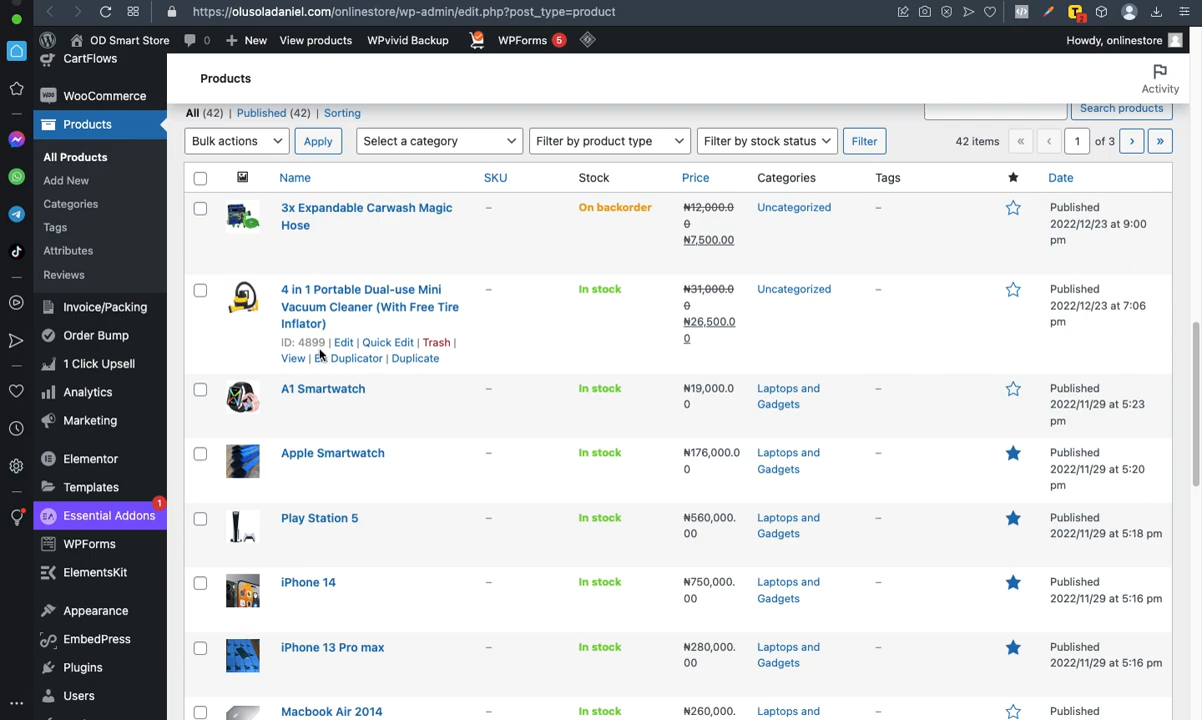 https://olusoladaniel.com/onlinestore/wp-admin/edit.php?post_type=product
OD Smart Store 0 New View products WPvivid Backup WPForms 5 Howdy, onlinestore
CartFlows
WooCommerce
Products
All Products
Add New
Categories
Tags
Attributes
Reviews
Invoice/Packing
Order Bump
1 Click Upsell
Analytics
Marketing
Elementor
Templates
Essential Addons 1
WPForms
ElementsKit
Appearance
EmbedPress
Plugins
Users
Products
Activity
All (42) | Published (42) | Sorting
Search products
Bulk actions Apply Select a category Filter by product type Filter by stock status Filter 42 items « ‹ 1 of 3 › »
Name SKU Stock Price Categories Tags Date
3x Expandable Carwash Magic
Hose
–
On backorder
₦12,000.0
0
₦7,500.00
Uncategorized
–
Published
2022/12/23 at 9:00
pm
4 in 1 Portable Dual-use Mini
Vacuum Cleaner (With Free Tire
Inflator)
ID: 4899 | Edit | Quick Edit | Trash |
View | EA Duplicator | Duplicate
–
In stock
₦31,000.0
0
₦26,500.0
0
Uncategorized
–
Published
2022/12/23 at 7:06
pm
A1 Smartwatch
–
In stock
₦19,000.0
0
Laptops and
Gadgets
–
Published
2022/11/29 at 5:23
pm
Apple Smartwatch
–
In stock
₦176,000.0
0
Laptops and
Gadgets
–
Published
2022/11/29 at 5:20
pm
Play Station 5
–
In stock
₦560,000.
00
Laptops and
Gadgets
–
Published
2022/11/29 at 5:18 pm
iPhone 14
–
In stock
₦750,000.
00
Laptops and
Gadgets
–
Published
2022/11/29 at 5:16 pm
iPhone 13 Pro max
–
In stock
₦280,000.
00
Laptops and
Gadgets
–
Published
2022/11/29 at 5:16 pm
Macbook Air 2014
–
In stock
₦260,000.
Laptops and
–
Published